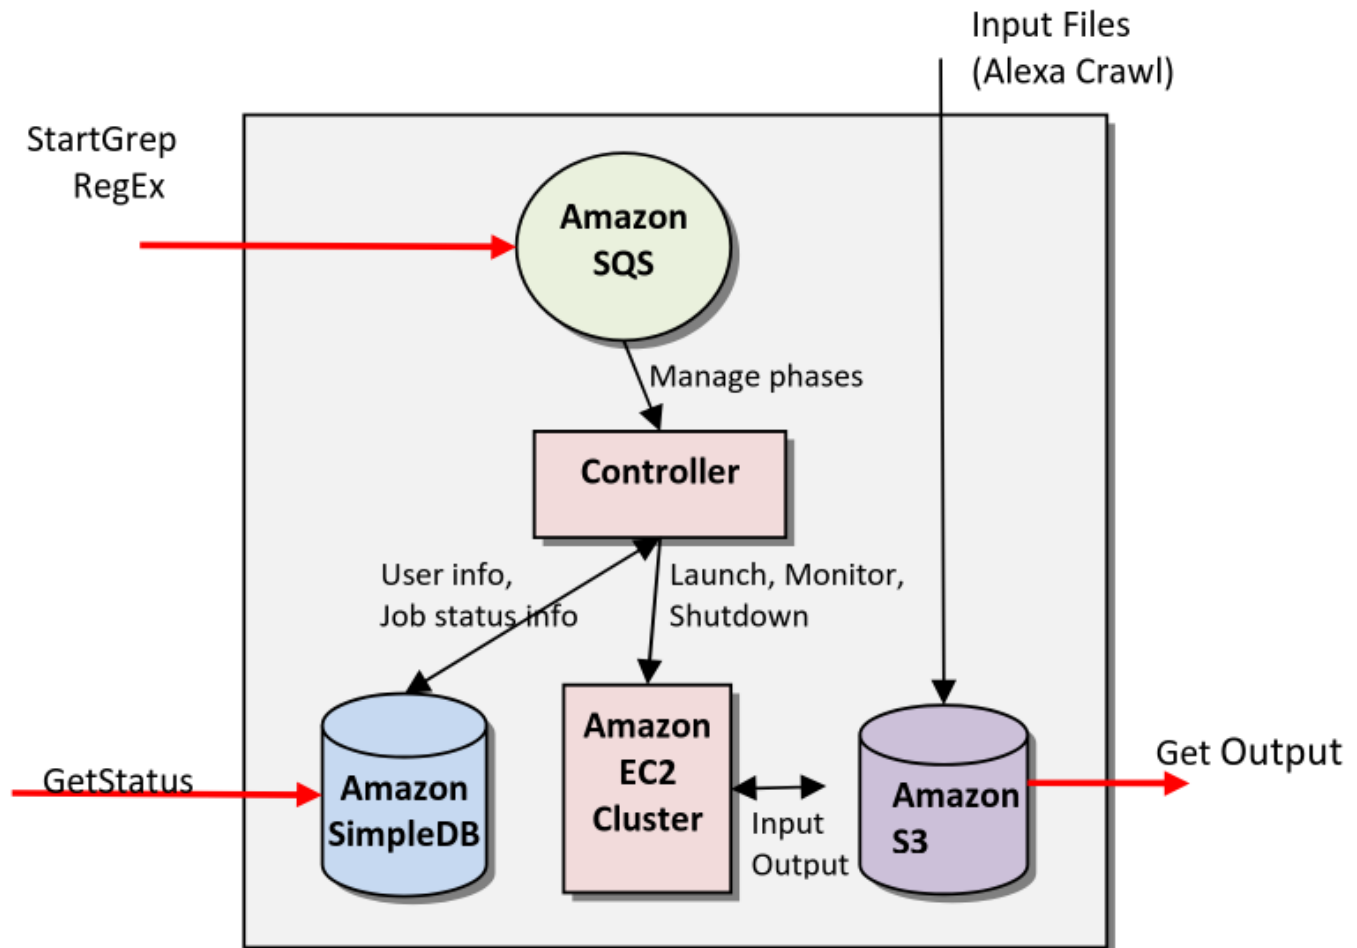 Input Files
(Alexa Crawl)
StartGrep
RegEx
Amazon
SQS
Manage phases
Controller
User info,
Job status info
Launch, Monitor,
Shutdown
Amazon
SimpleDB
Amazon
EC2
Cluster
Input
Output
Amazon
S3
GetStatus
Get Output